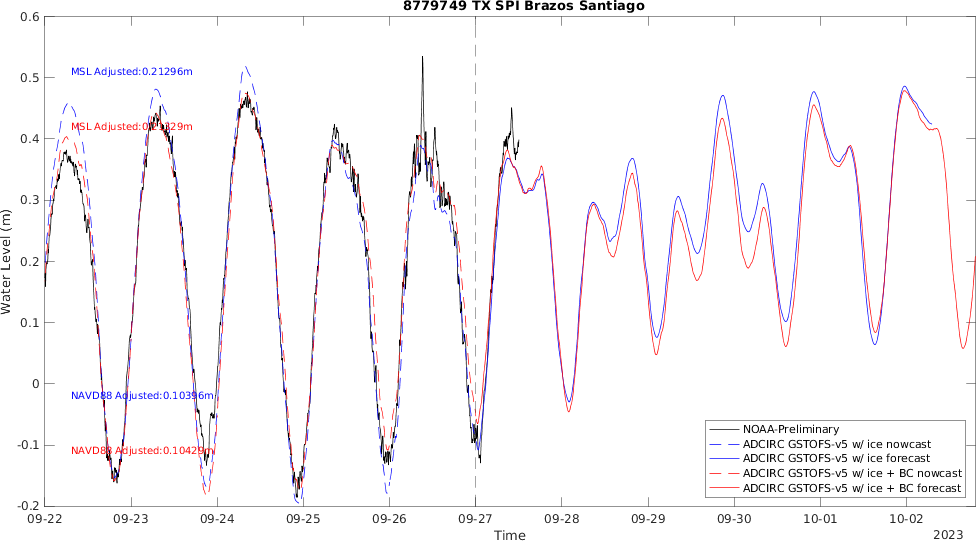 8779749 TX SPI Brazos Santiago
Water Level (m)
0.6
0.5
0.4
0.3
0.2
0.1
0
-0.1
-0.2
MSL Adjusted:0.21296m
MSL Adjusted: 329m
NAVD88 Adjusted:0.10396m
NAVD88 Adjusted:0.10429m
NOAA-Preliminary
ADCIRC GSTOFS-v5 w/ ice nowcast
ADCIRC GSTOFS-v5 w/ ice forecast
ADCIRC GSTOFS-v5 w/ ice + BC nowcast
ADCIRC GSTOFS-v5 w/ ice + BC forecast
09-22 09-23 09-24 09-25 09-26 09-27 09-28 09-29 09-30 10-01 10-02
Time
2023